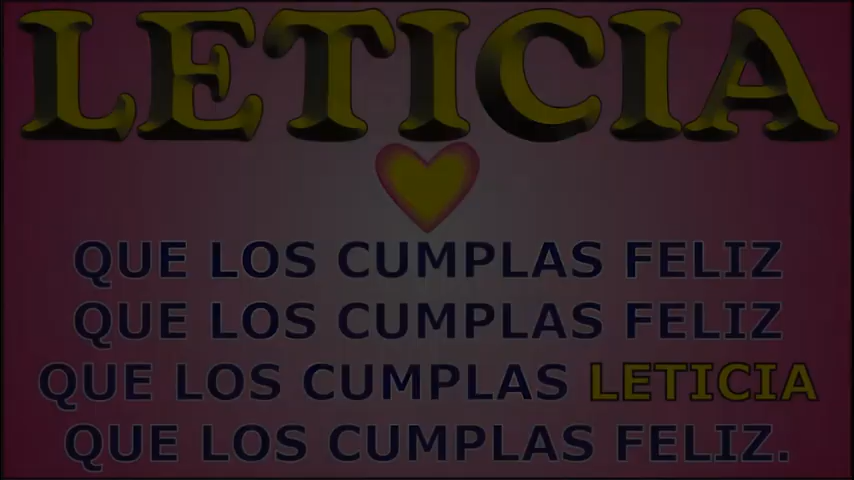 LETICIA
QUE LOS CUMPLAS FELIZ
QUE LOS CUMPLAS FELIZ
QUE LOS CUMPLAS LETICIA
QUE LOS CUMPLAS FELIZ.